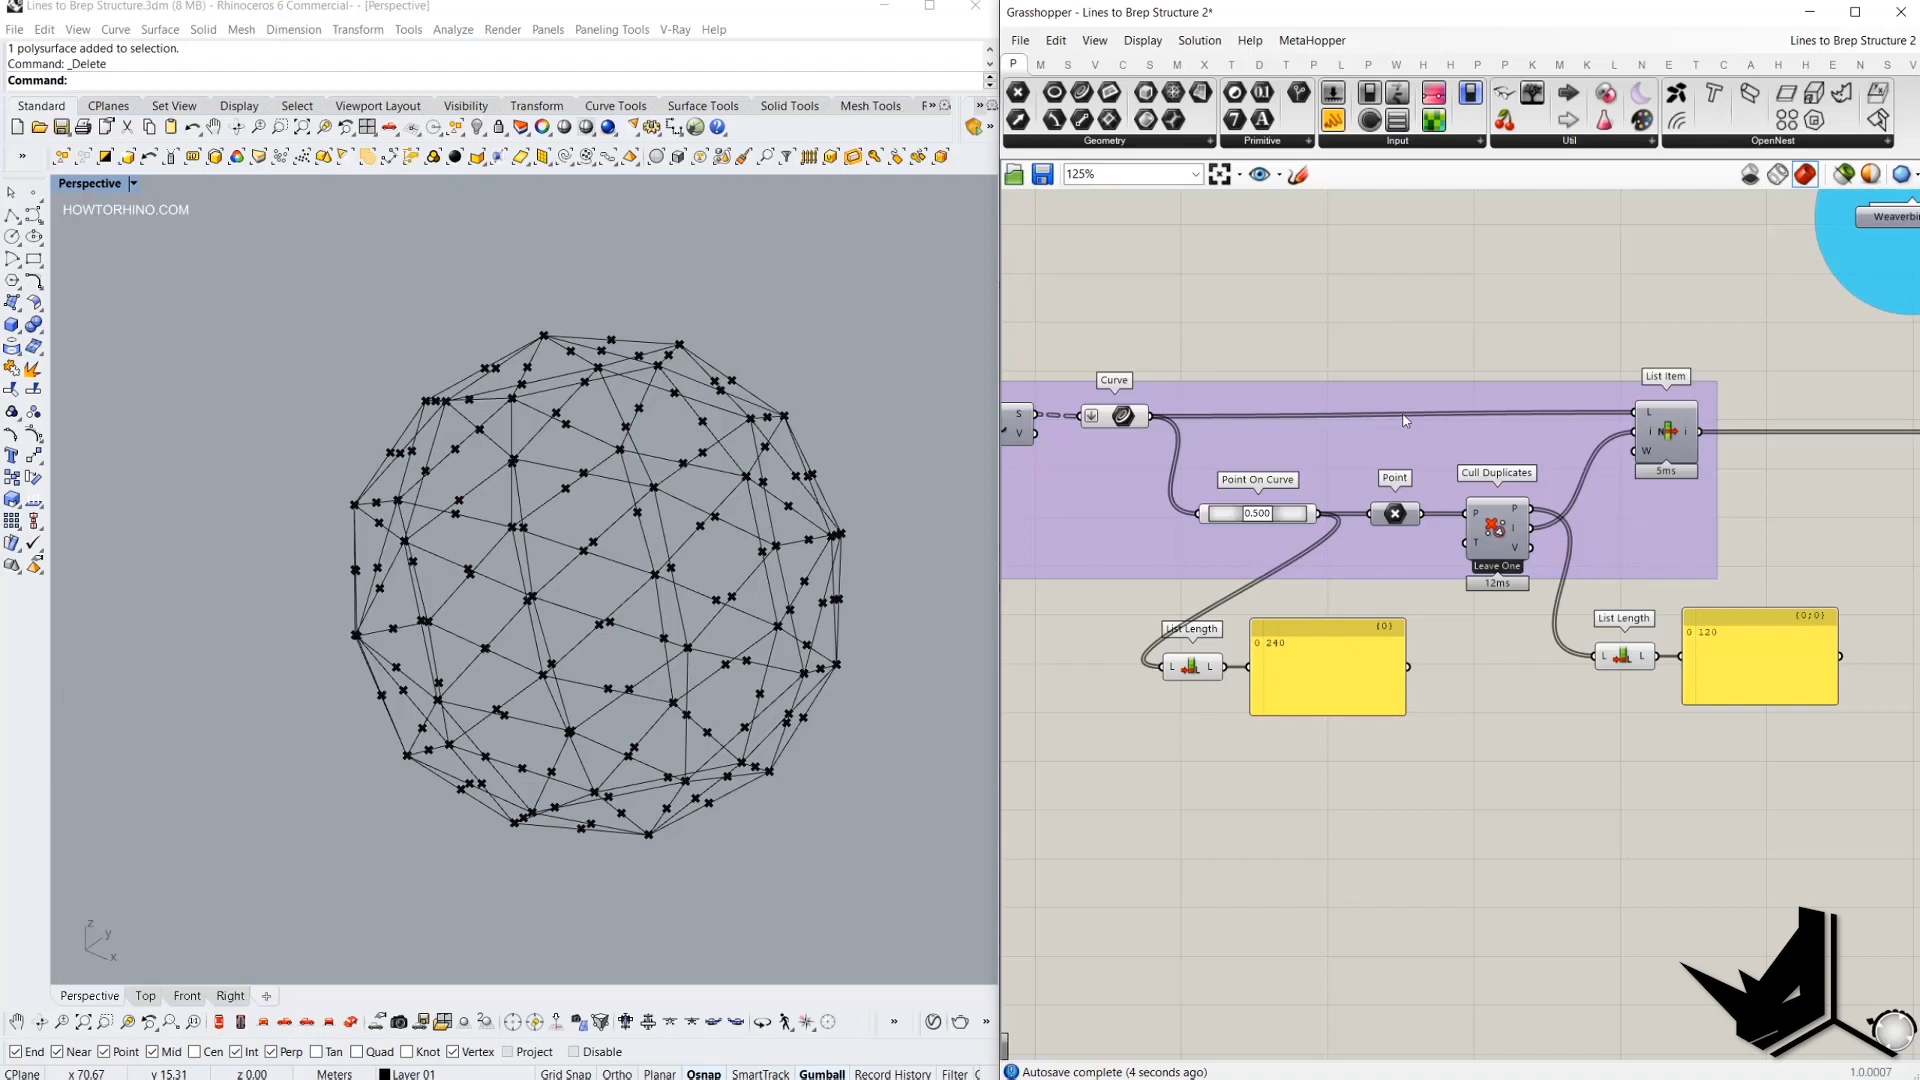 Lines to Brep Structure.3dm (8 MB) - Rhinoceros 6 Commercial- - [Perspective]
File Edit View Curve Surface Solid Mesh Dimension Transform Tools Analyze Render Panels Paneling Tools V-Ray Help
1 polysurface added to selection.
Command: _Delete
Command:
Standard CPlanes Set View Display Select Viewport Layout Visibility Transform Curve Tools Surface Tools Solid Tools Mesh Tools
Perspective
HOWTORHINO.COM
z
y
x
Perspective Top Front Right
End Near Point Mid Cen Int Perp Tan Quad Knot Vertex Project Disable
CPlane x 70.67 y 15.31 z 0.00 Meters Layer 01 Grid Snap Ortho Planar Osnap SmartTrack Gumball Record History Filter
Grasshopper - Lines to Brep Structure 2*
File Edit View Display Solution Help MetaHopper Lines to Brep Structure 2
P M S V C S M X T D T P L P W H H P P K M K L N E T C A H H E N S V
Geometry Primitive Input Util OpenNest
125%
Weaverbi
Curve
List Item
S
V
L
i N i
W
5ms
Point On Curve
0.500
Point
Cull Duplicates
P P
I
T V
Leave One
12ms
List Length
L L
{0}
0 240
List Length
L L
{0;0}
0 120
Autosave complete (4 seconds ago)
1.0.0007